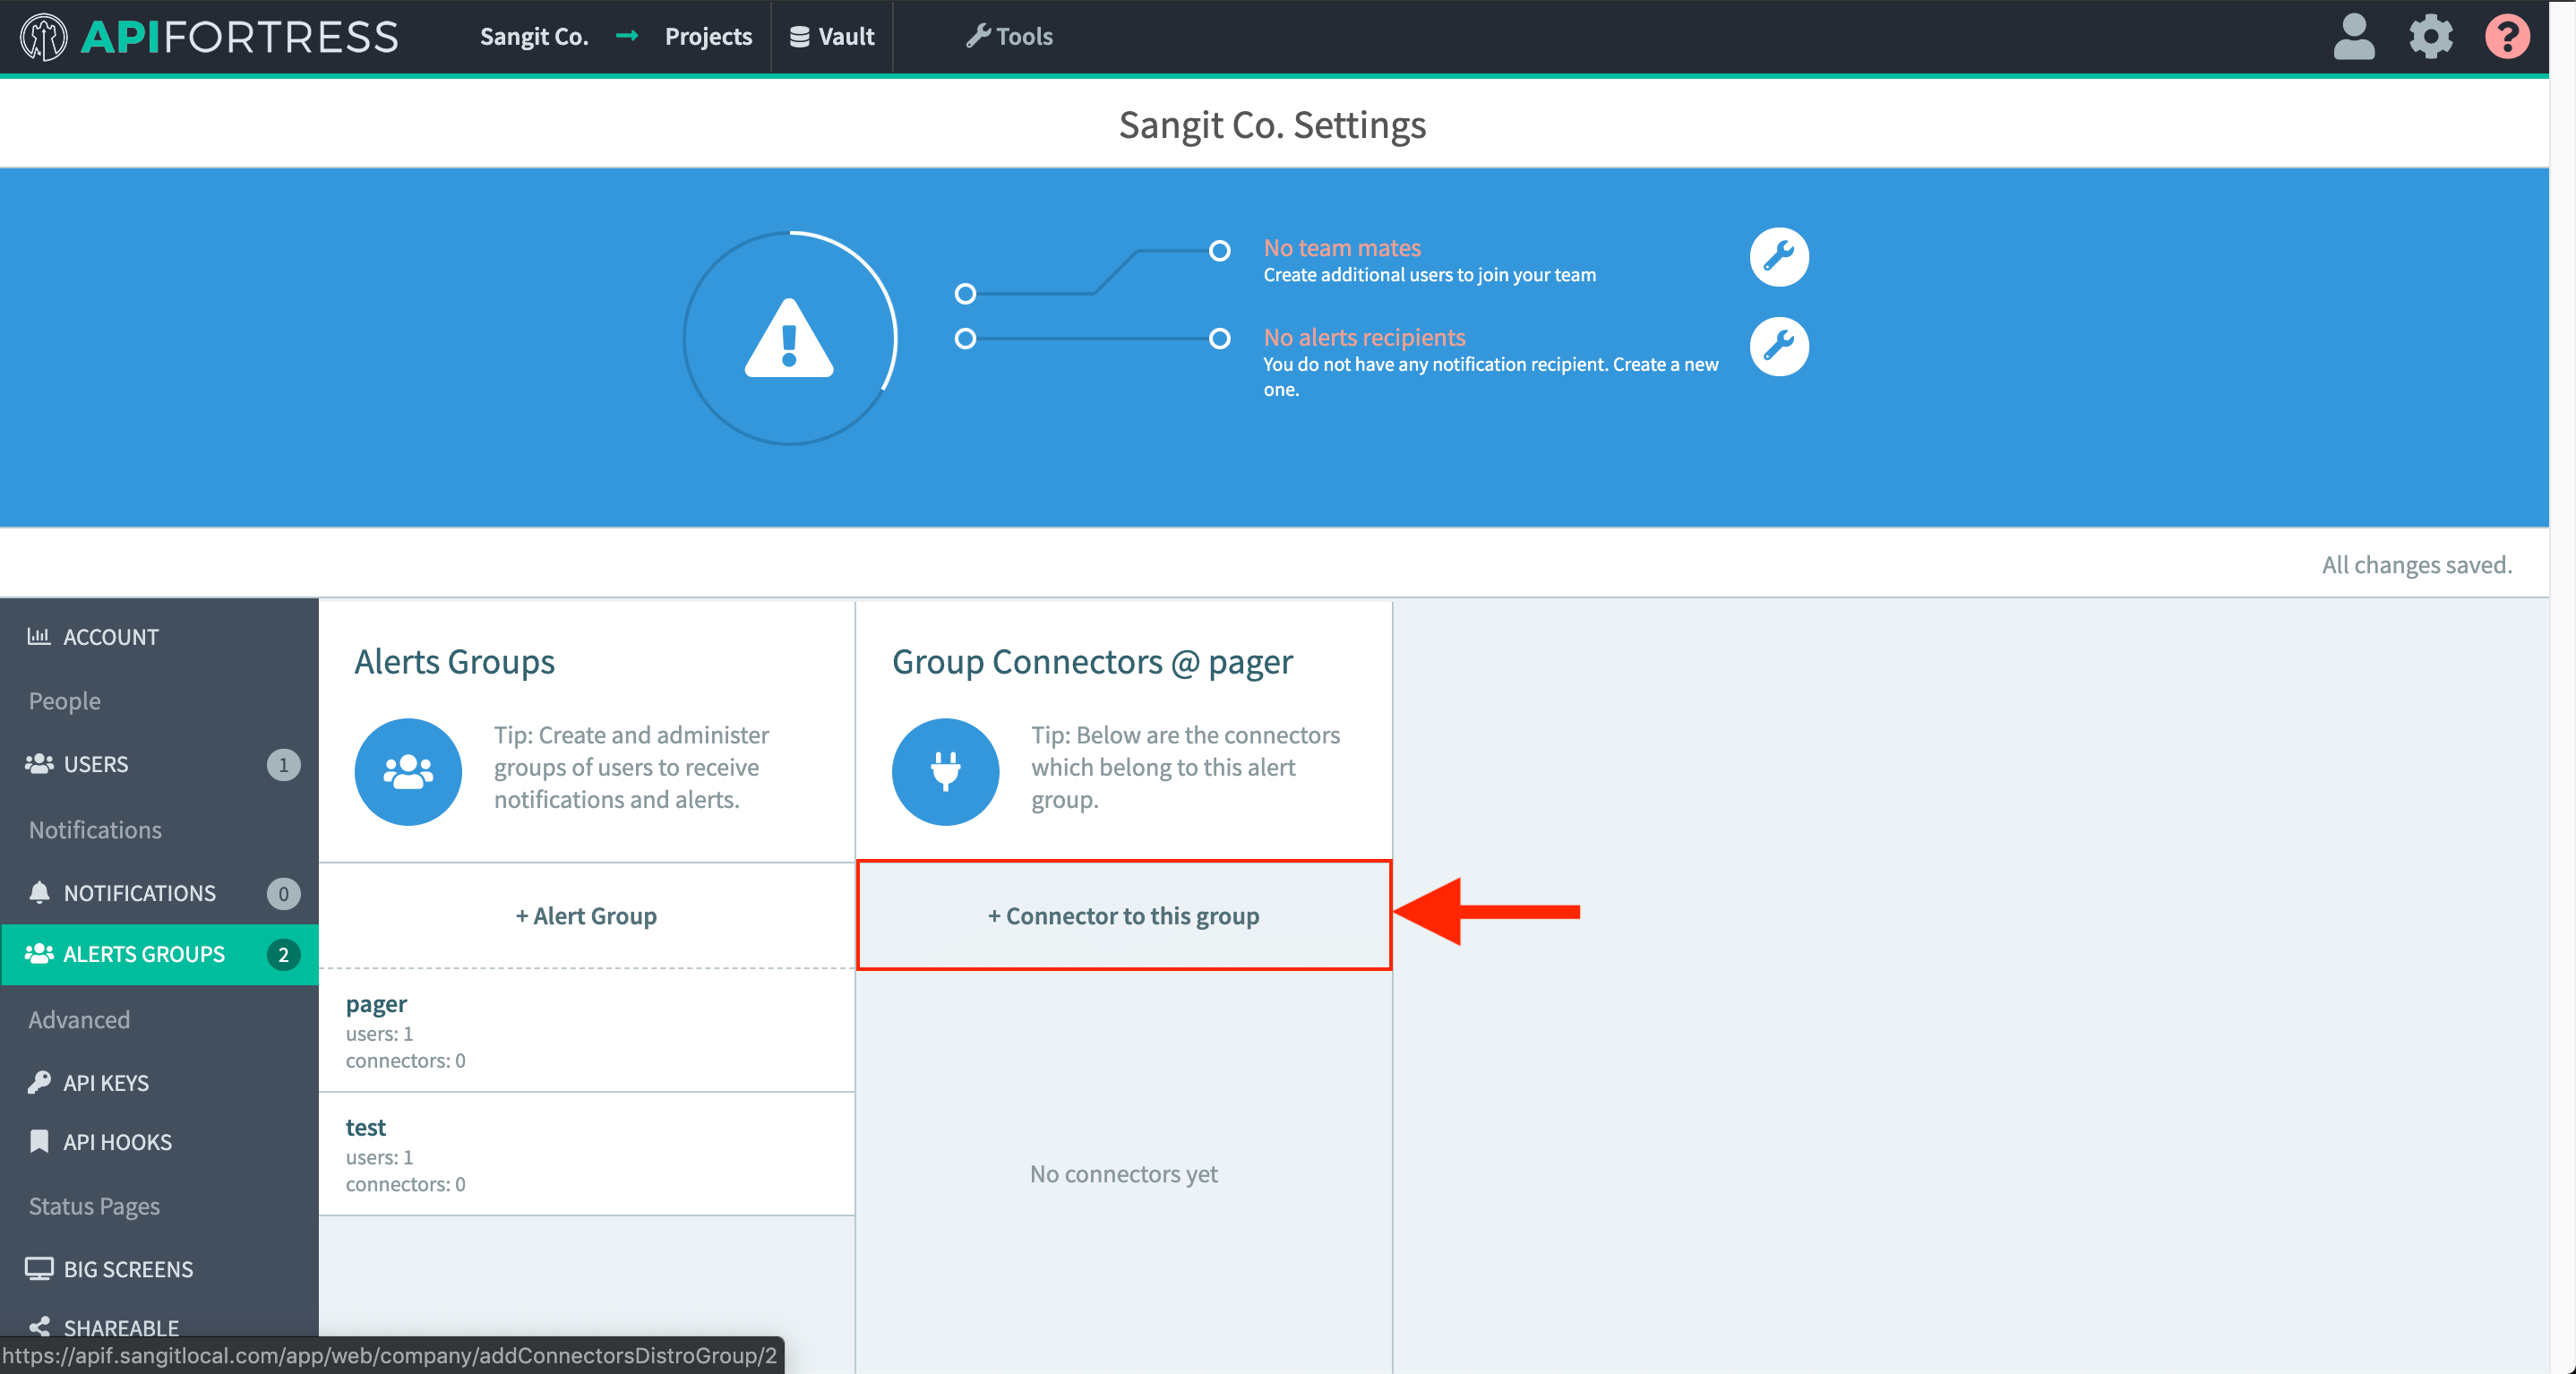 APIFORTRESS
Sangit Co. → Projects
Vault
Tools
?
Sangit Co. Settings
No team mates
Create additional users to join your team
No alerts recipients
You do not have any notification recipient. Create a new
one.
All changes saved.
ACCOUNT
People
USERS 1
Notifications
NOTIFICATIONS 0
ALERTS GROUPS 2
Advanced
API KEYS
API HOOKS
Status Pages
BIG SCREENS
SHAREABLE
Alerts Groups
Tip: Create and administer
groups of users to receive
notifications and alerts.
+ Alert Group
pager
users: 1
connectors: 0
test
users: 1
connectors: 0
Group Connectors @ pager
Tip: Below are the connectors
which belong to this alert
group.
+ Connector to this group
No connectors yet
https://apif.sangitlocal.com/app/web/company/addConnectorsDistroGroup/2